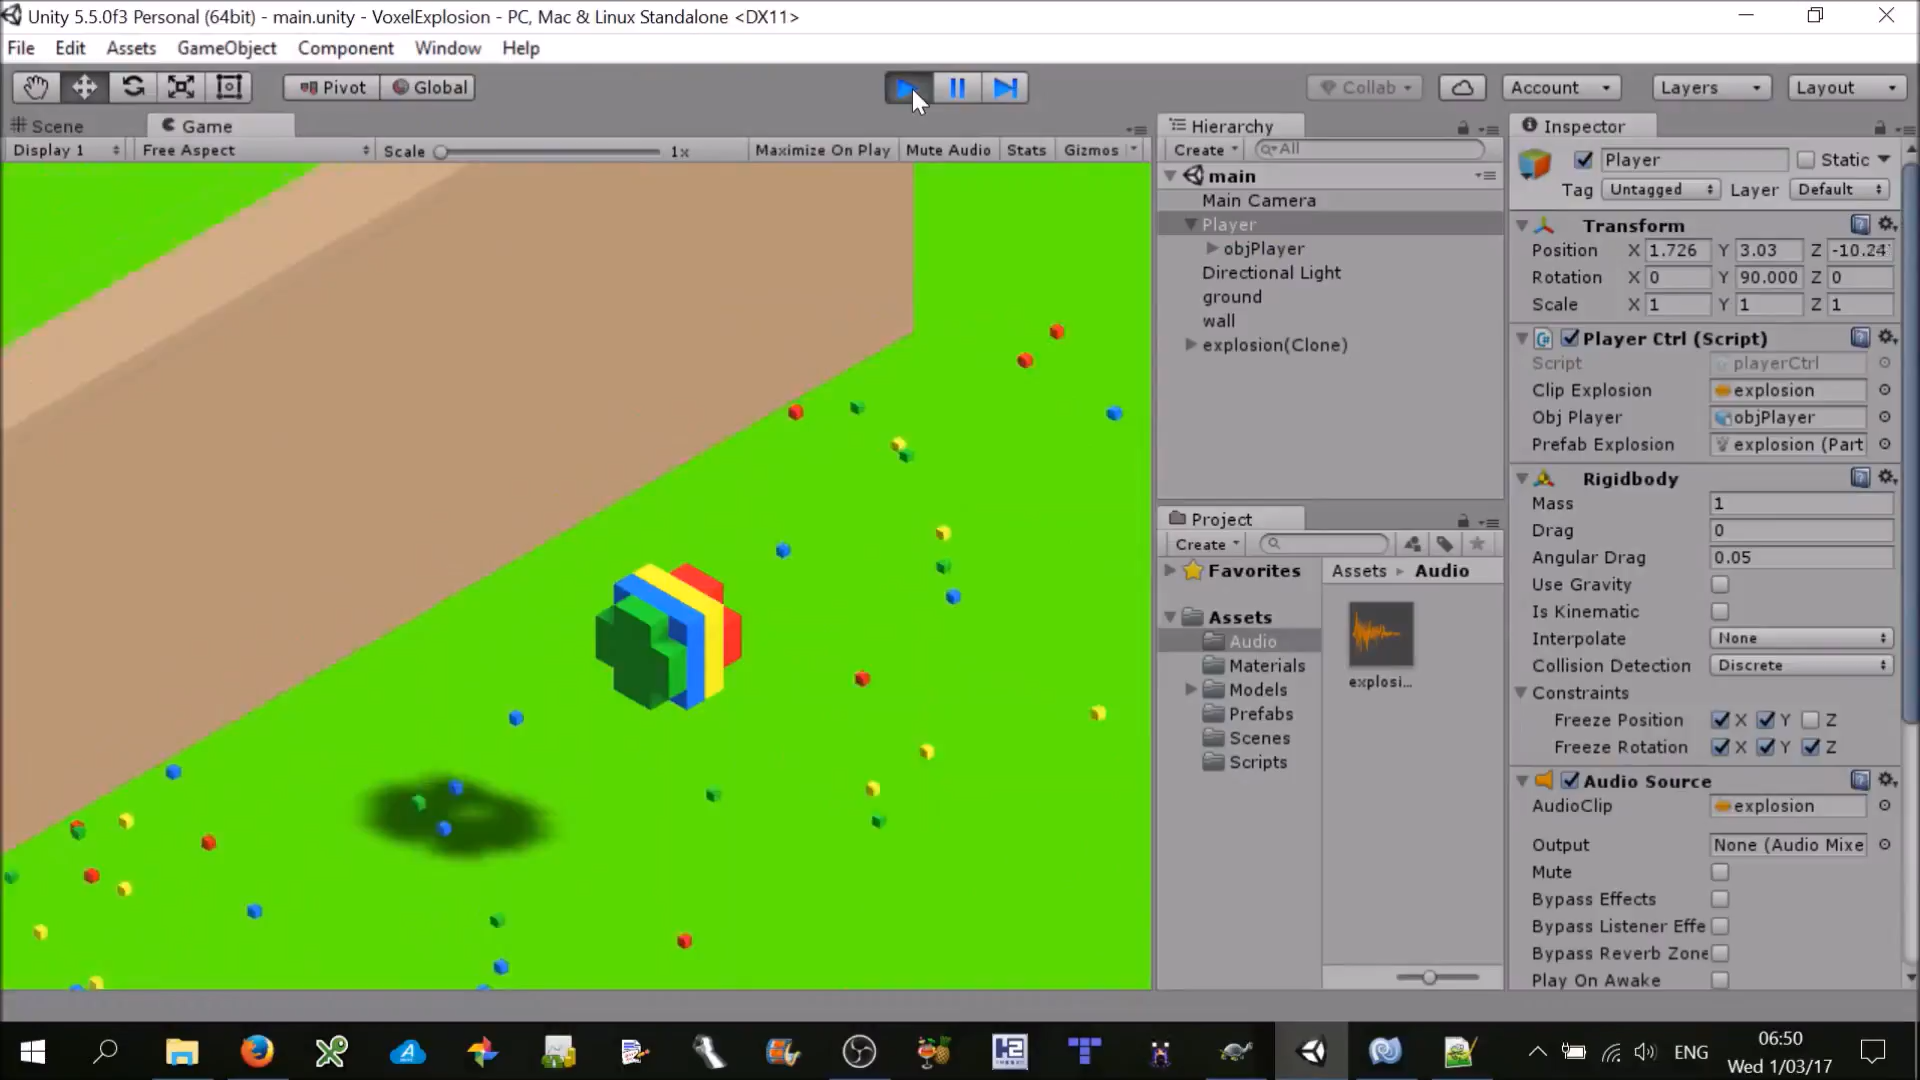 Unity 5.5.0f3 Personal (64bit) - main.unity - VoxelExplosion - PC, Mac & Linux Standalone <DX11>
File Edit Assets GameObject Component Window Help
Pivot Global Collab Account Layers Layout
Scene Game
Display 1 Free Aspect Scale 1x Maximize On Play Mute Audio Stats Gizmos
Hierarchy
Create All
main
Main Camera
Player
objPlayer
Directional Light
ground
wall
explosion(Clone)
Project
Create
Favorites
Assets
Audio
Materials
Models
Prefabs
Scenes
Scripts
Assets Audio
explosi...
Inspector
Player Static
Tag Untagged Layer Default
Transform
Position X 1.726 Y 3.03 Z -10.24
Rotation X 0 Y 90.000 Z 0
Scale X 1 Y 1 Z 1
Player Ctrl (Script)
Script playerCtrl
Clip Explosion explosion
Obj Player objPlayer
Prefab Explosion explosion (Part
Rigidbody
Mass 1
Drag 0
Angular Drag 0.05
Use Gravity
Is Kinematic
Interpolate None
Collision Detection Discrete
Constraints
Freeze Position X Y Z
Freeze Rotation X Y Z
Audio Source
AudioClip explosion
Output None (Audio Mixe
Mute
Bypass Effects
Bypass Listener Effe
Bypass Reverb Zone
Play On Awake
ENG
06:50
Wed 1/03/17